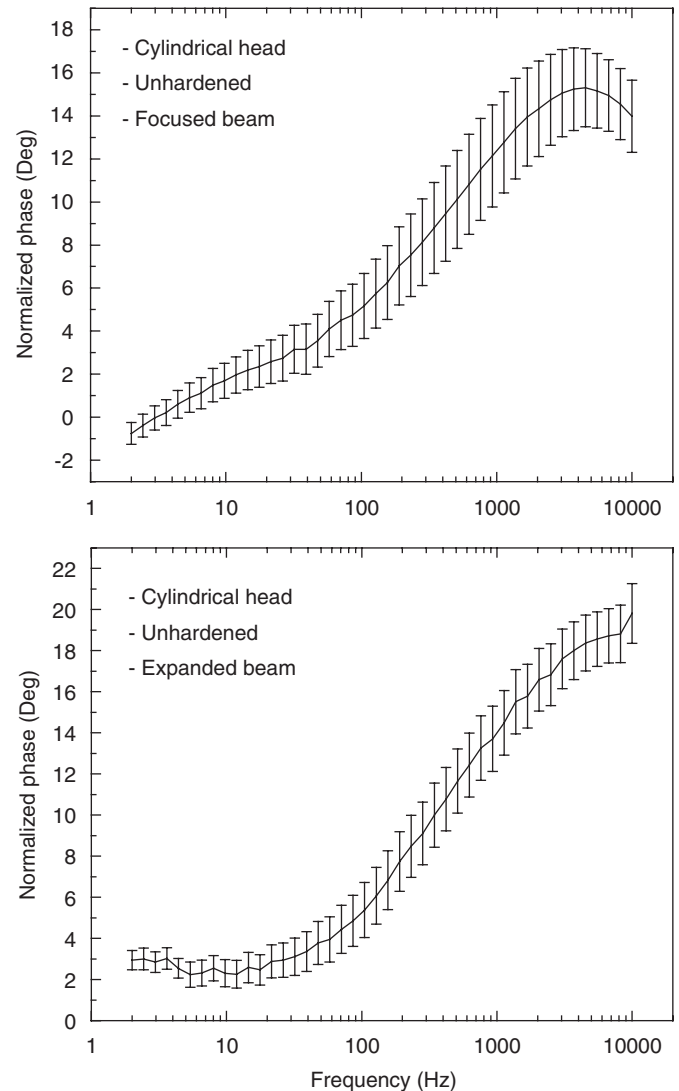 18
16
14
12
10
8
6
4
2
0
-2
Normalized phase (Deg)
- Cylindrical head
- Unhardened
- Focused beam
1 10 100 1000 10000
22
20
18
16
14
12
10
8
6
4
2
0
Normalized phase (Deg)
- Cylindrical head
- Unhardened
- Expanded beam
1 10 100 1000 10000
Frequency (Hz)